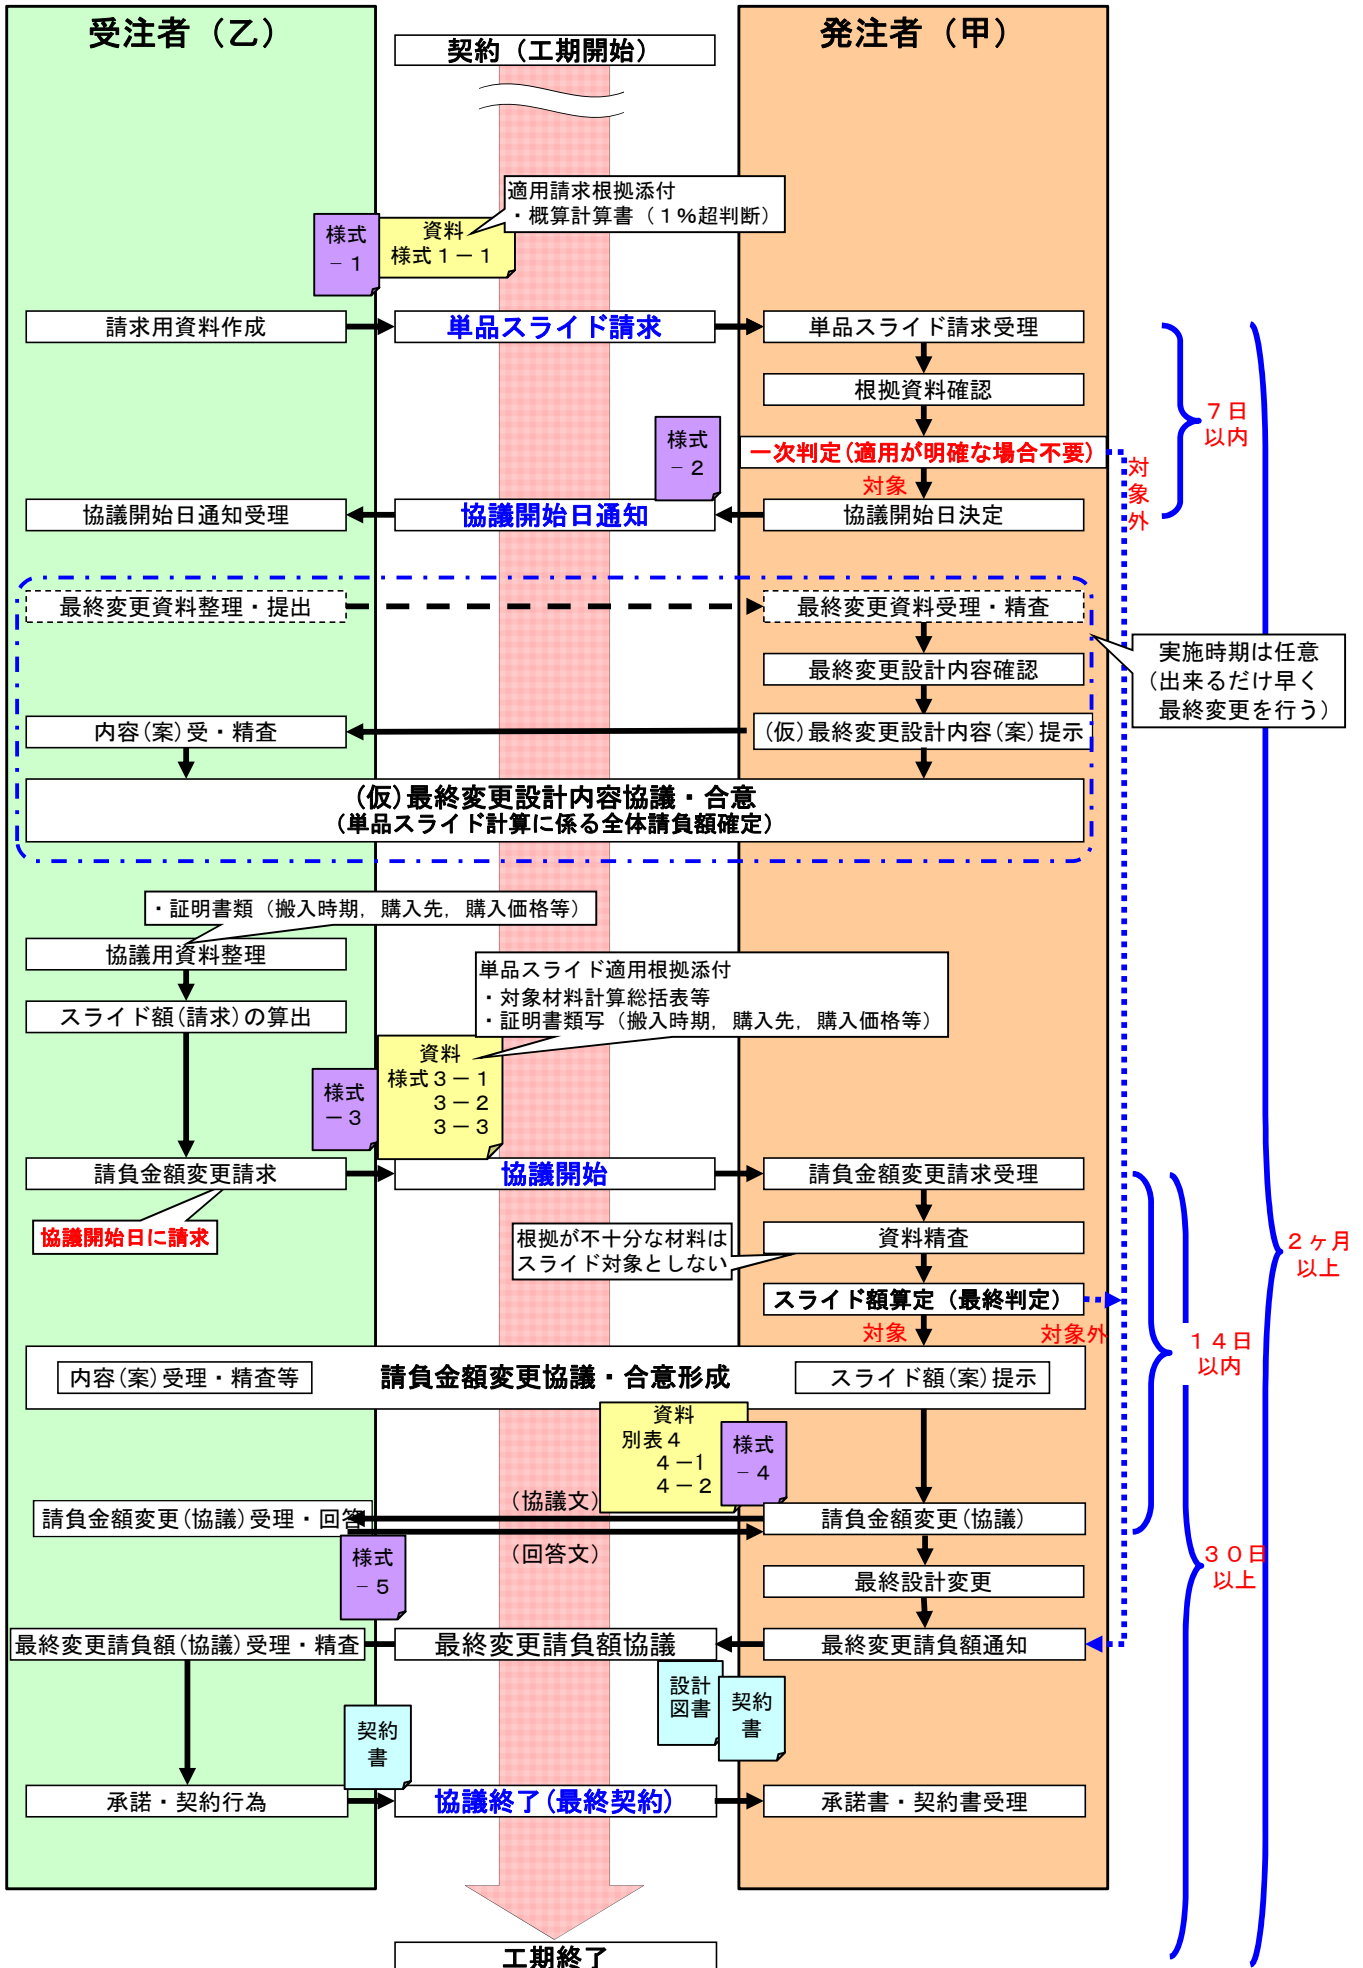 受注者（乙）
契約（工期開始）
発注者（甲）
適用請求根拠添付
・概算計算書（１％超判断）
様式
－１
資料
様式１－１
請求用資料作成
単品スライド請求
単品スライド請求受理
根拠資料確認
７日
以内
様式
－２
一次判定(適用が明確な場合不要)
対象
対
象
外
協議開始日通知受理
協議開始日通知
協議開始日決定
最終変更資料整理・提出
最終変更資料受理・精査
実施時期は任意
（出来るだけ早く
最終変更を行う）
最終変更設計内容確認
内容(案)受・精査
(仮)最終変更設計内容(案)提示
(仮)最終変更設計内容協議・合意
(単品スライド計算に係る全体請負額確定)
・証明書類（搬入時期，購入先，購入価格等）
協議用資料整理
単品スライド適用根拠添付
・対象材料計算総括表等
・証明書類写（搬入時期，購入先，購入価格等）
スライド額(請求)の算出
資料
様式３－１
３－２
３－３
様式
－３
請負金額変更請求
協議開始
請負金額変更請求受理
協議開始日に請求
根拠が不十分な材料は
スライド対象としない
資料精査
２ヶ月
以上
スライド額算定（最終判定）
対象
対象外
１４日
以内
内容(案)受理・精査等
請負金額変更協議・合意形成
スライド額(案)提示
資料
別表４
４－１
４－２
様式
－４
（協議文）
請負金額変更(協議)受理・回答
請負金額変更(協議)
（回答文）
様式
－５
３０日
以上
最終設計変更
最終変更請負額(協議)受理・精査
最終変更請負額協議
最終変更請負額通知
設計
図書
契約
書
契約
書
承諾・契約行為
協議終了(最終契約)
承諾書・契約書受理
工期終了